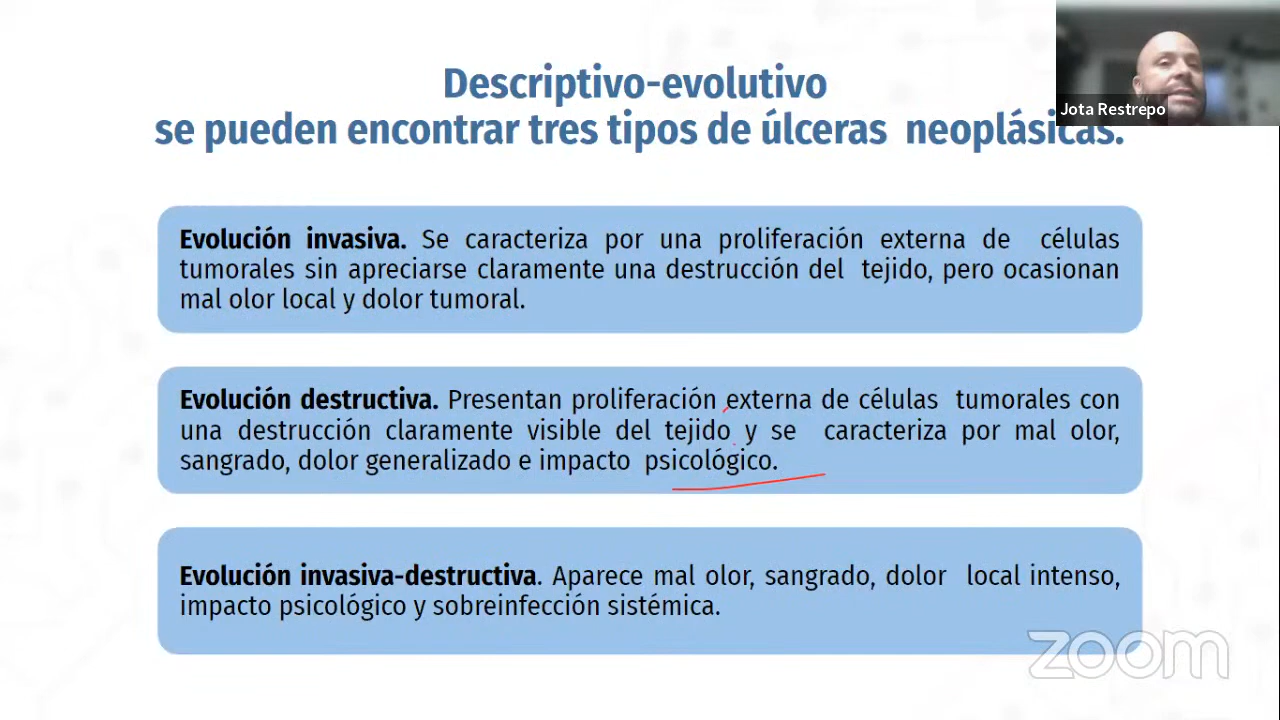 Jota Restrepo
Descriptivo-evolutivo
se pueden encontrar tres tipos de úlceras neoplásicas.
Evolución invasiva. Se caracteriza por una proliferación externa de células
tumorales sin apreciarse claramente una destrucción del tejido, pero ocasionan
mal olor local y dolor tumoral.
Evolución destructiva. Presentan proliferación externa de células tumorales con
una destrucción claramente visible del tejido y se caracteriza por mal olor,
sangrado, dolor generalizado e impacto psicológico.
Evolución invasiva-destructiva. Aparece mal olor, sangrado, dolor local intenso,
impacto psicológico y sobreinfección sistémica.
zoom